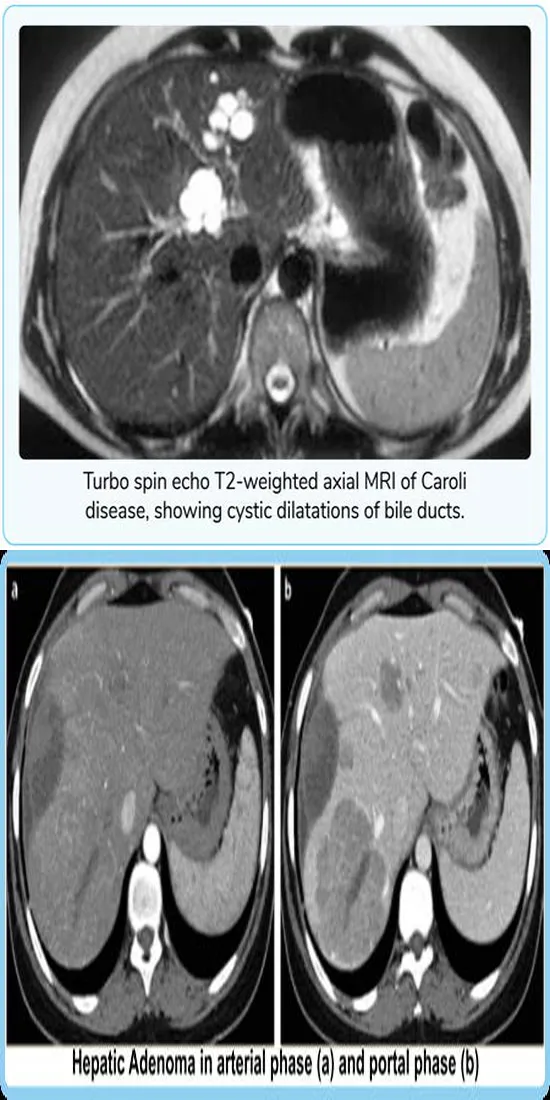 Turbo spin echo T2-weighted axial MRI of Caroli
disease, showing cystic dilatations of bile ducts.
a
b
Hepatic Adenoma in arterial phase (a) and portal phase (b)